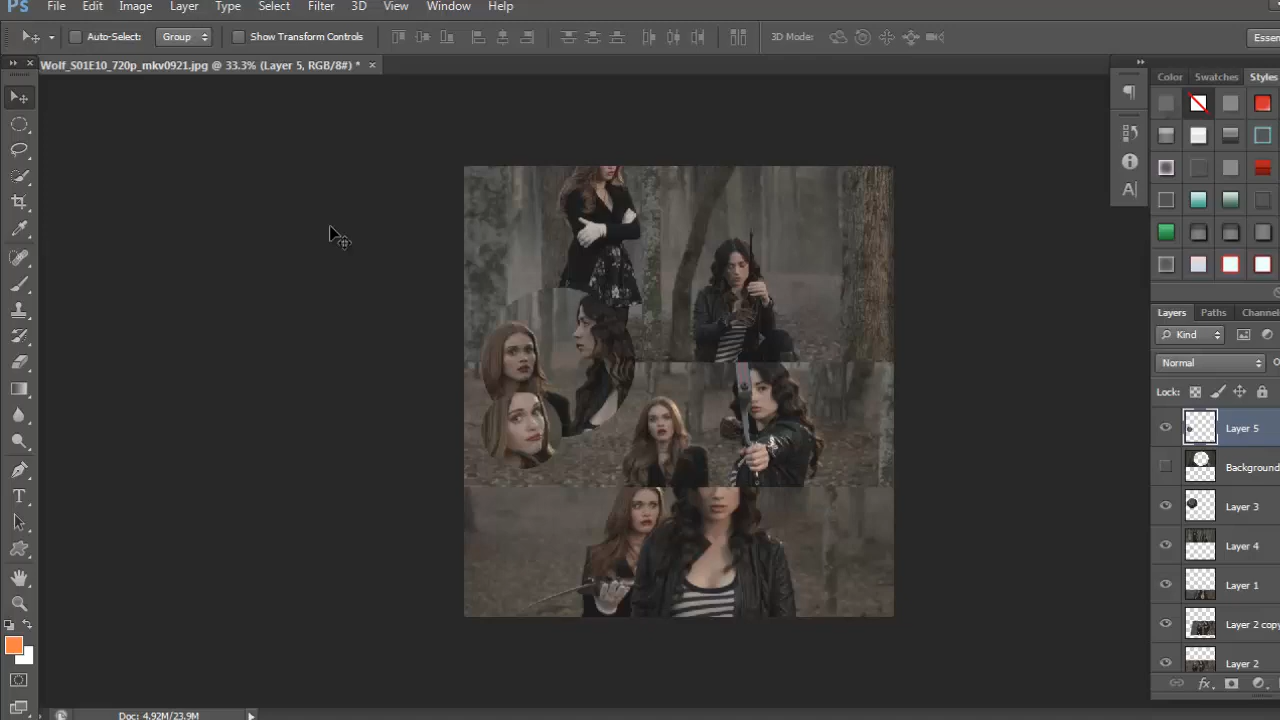 Ps File Edit Image Layer Type Select Filter 3D View Window Help
Auto-Select: Group Show Transform Controls 3D Mode: Essen
Wolf_S01E10_720p_mkv0921.jpg @ 33.3% (Layer 5, RGB/8#) * ×
Color Swatches Styles
Layers Paths Channel
Kind
Normal
Lock:
Layer 5
Background
Layer 3
Layer 4
Layer 1
Layer 2 copy
Layer 2
fx
Doc: 4.92M/23.9M